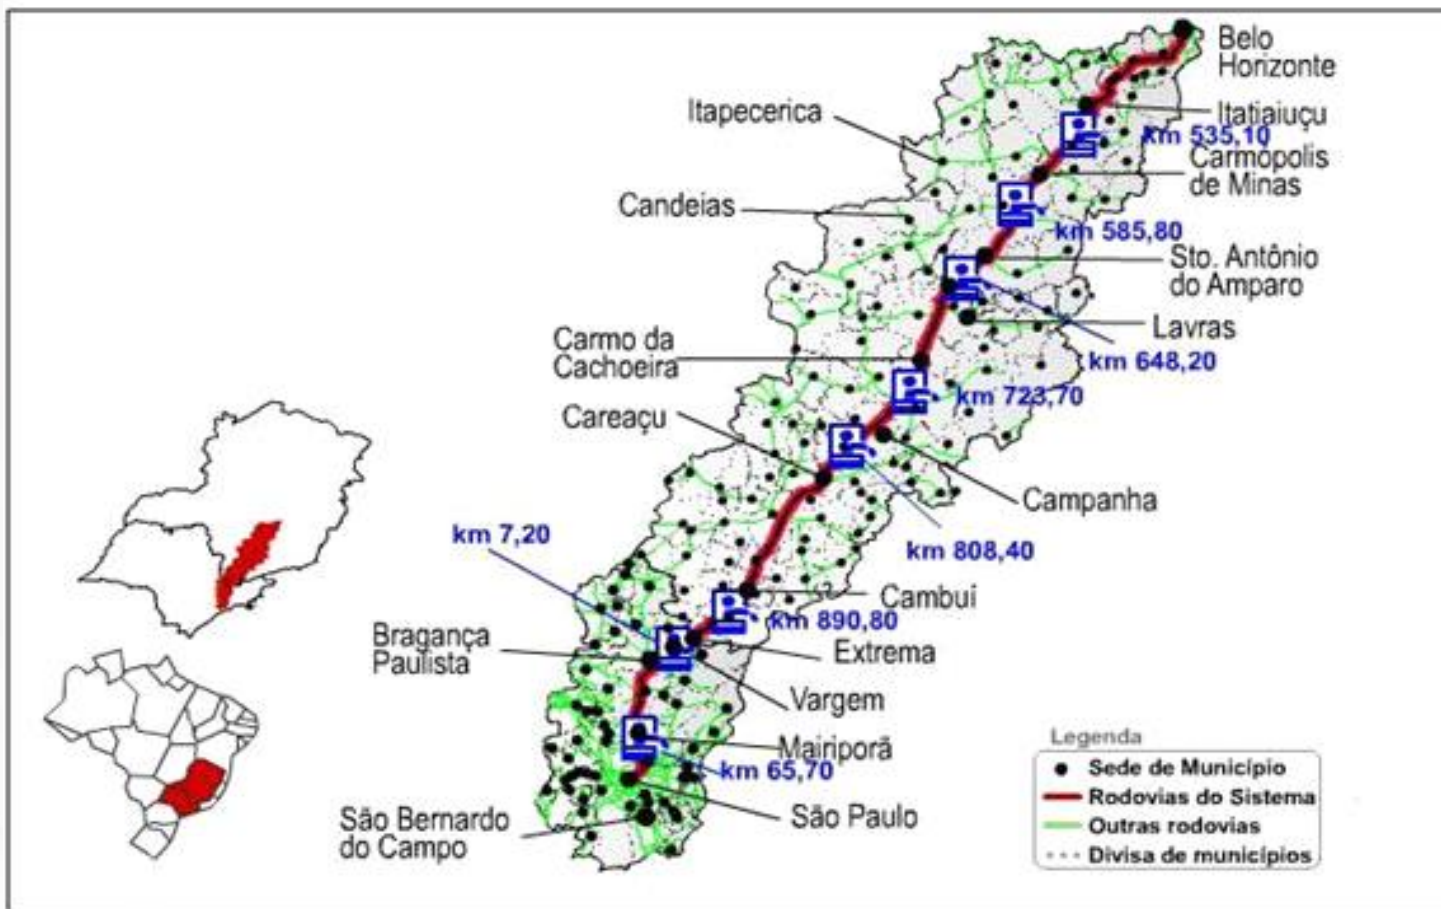 Belo
Horizonte
Itapecerica
Itatiaiuçu
km 535,10
Carmópolis
de Minas
Candeias
km 585,80
Sto. Antônio
do Amparo
Lavras
Carmo da
Cachoeira
km 648,20
km 723,70
Careaçu
Campanha
km 7,20
km 808,40
Cambui
km 890,80
Bragança
Paulista
Extrema
Vargem
Mairiporã
km 65,70
São Paulo
São Bernardo
do Campo
Legenda
Sede de Município
Rodovias do Sistema
Outras rodovias
Divisa de municípios